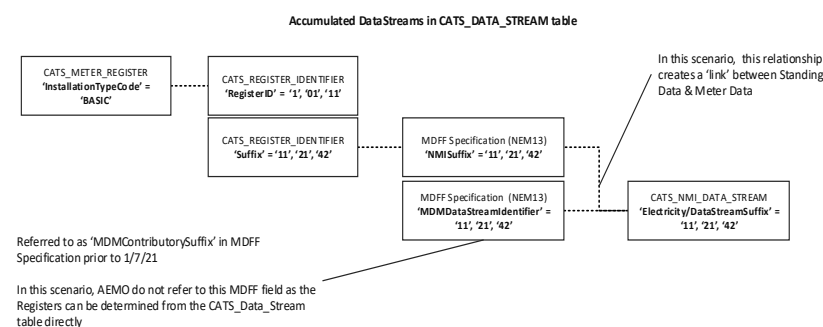 Accumulated DataStreams in CATS_DATA_STREAM table
In this scenario, this relationship
creates a 'link' between Standing
Data & Meter Data
CATS_METER_REGISTER
'InstallationTypeCode' =
'BASIC'
CATS_REGISTER_IDENTIFIER
'RegisterID' = '1', '01', '11'
CATS_REGISTER_IDENTIFIER
'Suffix' = '11', '21', '42'
MDFF Specification (NEM13)
'NMISuffix' = '11', '21', '42'
MDFF Specification (NEM13)
'MDMDataStreamIdentifier' =
'11', '21', '42'
CATS_NMI_DATA_STREAM
'Electricity/DataStreamSuffix' =
'11', '21', '42'
Referred to as 'MDMContributorySuffix' in MDFF
Specification prior to 1/7/21
In this scenario, AEMO do not refer to this MDFF field as the
Registers can be determined from the CATS_Data_Stream
table directly